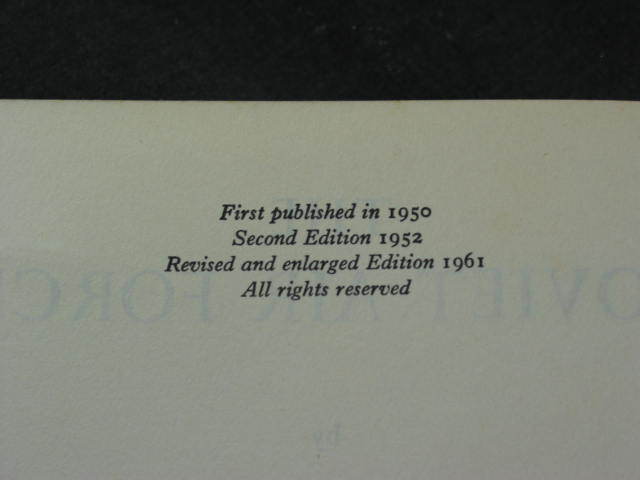 First published in 1950
Second Edition 1952
Revised and enlarged Edition 1961
All rights reserved